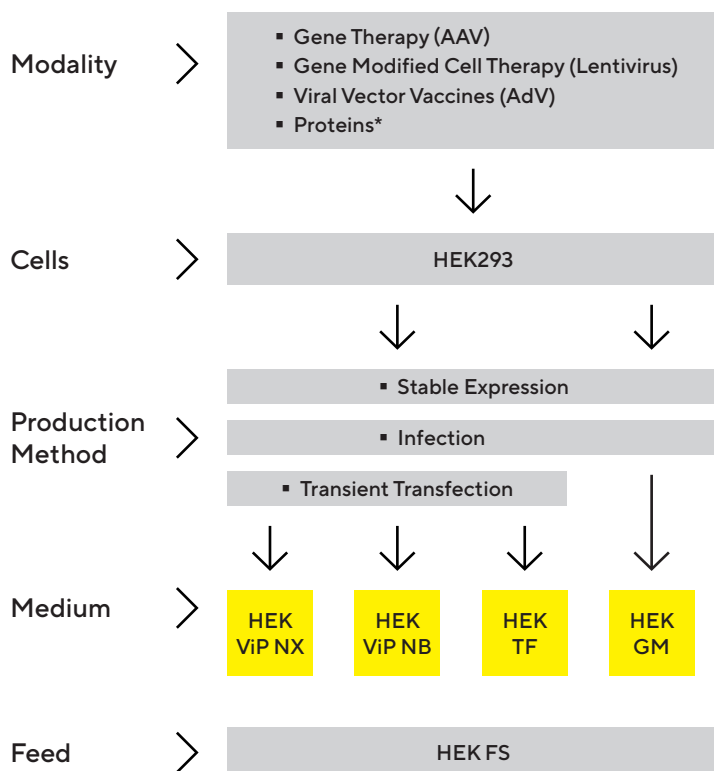 Modality
▪ Gene Therapy (AAV)
▪ Gene Modified Cell Therapy (Lentivirus)
▪ Viral Vector Vaccines (AdV)
▪ Proteins*
Cells
HEK293
Production
Method
▪ Stable Expression
▪ Infection
▪ Transient Transfection
Medium
HEK
ViP NX
HEK
ViP NB
HEK
TF
HEK
GM
Feed
HEK FS